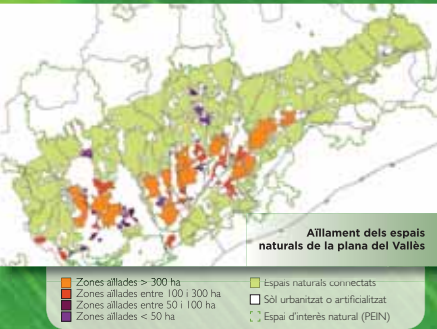 Aïllament dels espais
naturals de la plana del Vallès
Zones aïllades > 300 ha
Zones aïllades entre 100 i 300 ha
Zones aïllades entre 50 i 100 ha
Zones aïllades < 50 ha
Espais naturals connectats
Sòl urbanitzat o artificialitzat
Espai d'interès natural (PEIN)